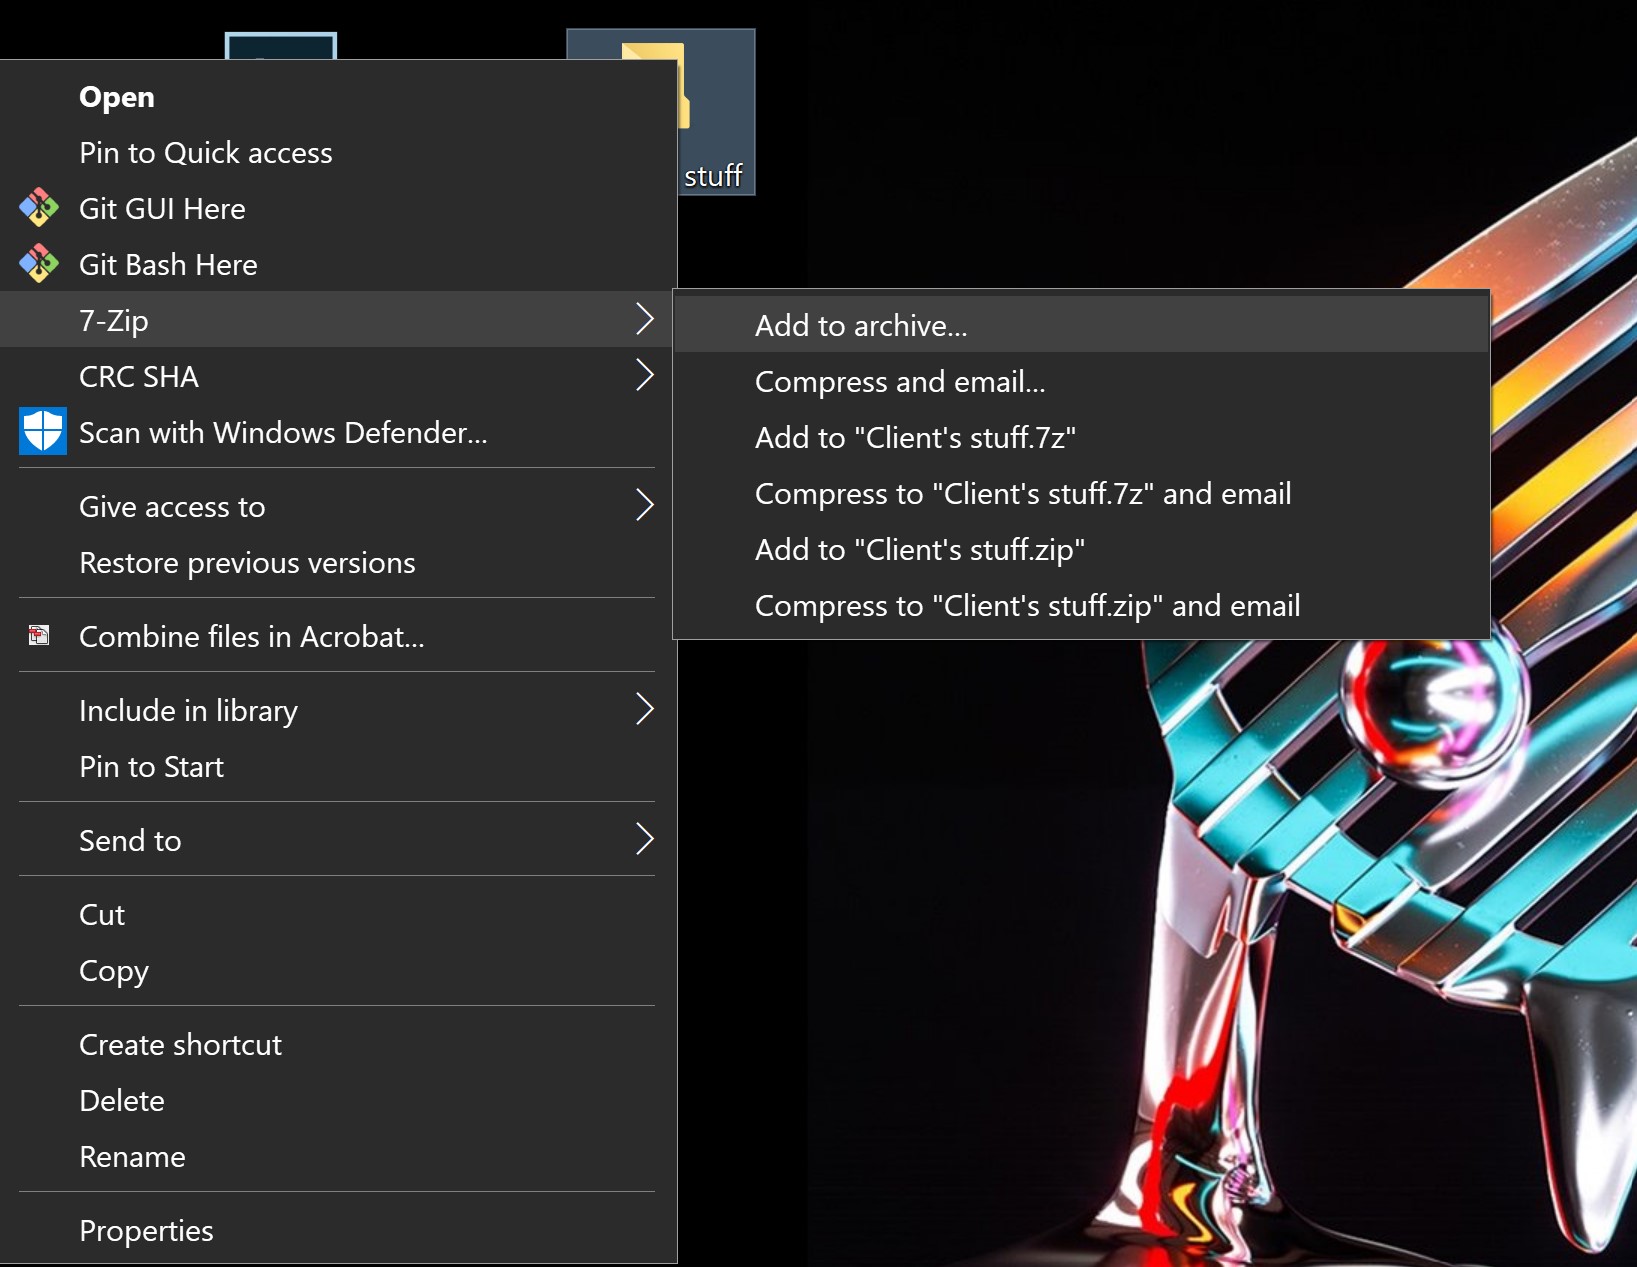 stuff
Open
Pin to Quick access
Git GUI Here
Git Bash Here
7-Zip
CRC SHA
Scan with Windows Defender...
Give access to
Restore previous versions
Combine files in Acrobat...
Include in library
Pin to Start
Send to
Cut
Copy
Create shortcut
Delete
Rename
Properties
Add to archive...
Compress and email...
Add to "Client's stuff.7z"
Compress to "Client's stuff.7z" and email
Add to "Client's stuff.zip"
Compress to "Client's stuff.zip" and email